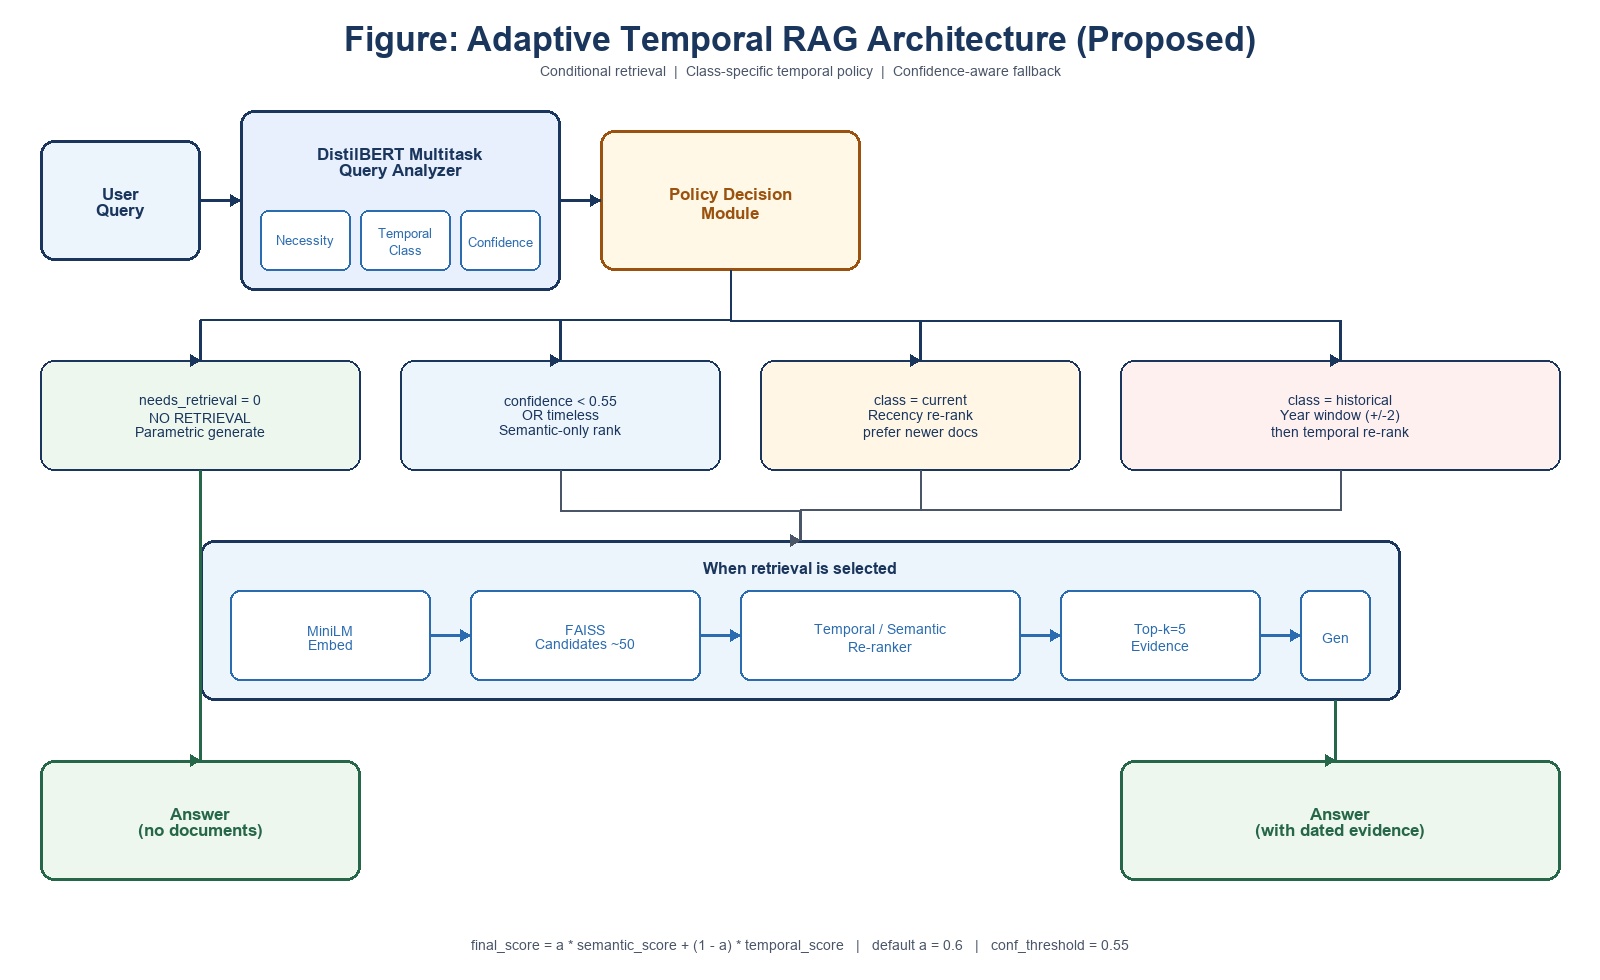 Figure: Adaptive Temporal RAG Architecture (Proposed)
Conditional retrieval | Class-specific temporal policy | Confidence-aware fallback
User
Query
DistilBERT Multitask
Query Analyzer
Necessity
Temporal
Class
Confidence
Policy Decision
Module
needs_retrieval = 0
NO RETRIEVAL
Parametric generate
confidence < 0.55
OR timeless
Semantic-only rank
class = current
Recency re-rank
prefer newer docs
class = historical
Year window (+/-2)
then temporal re-rank
When retrieval is selected
MiniLM
Embed
FAISS
Candidates ~50
Temporal / Semantic
Re-ranker
Top-k=5
Evidence
Gen
Answer
(no documents)
Answer
(with dated evidence)
final_score = a * semantic_score + (1 - a) * temporal_score | default a = 0.6 | conf_threshold = 0.55